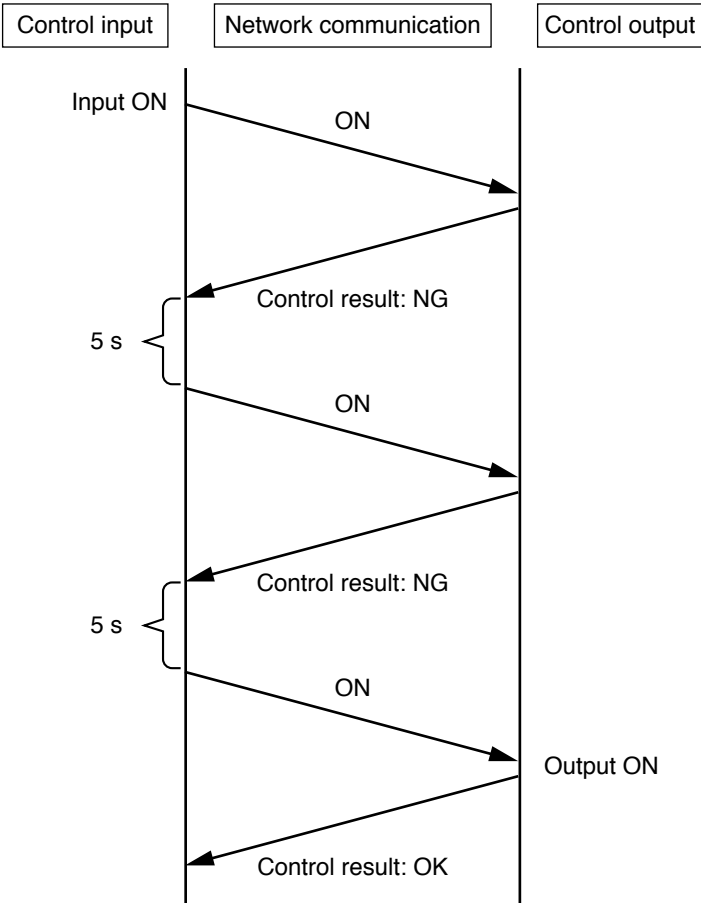 Control input
Network communication
Control output
Input ON
ON
Control result: NG
5 s
ON
Control result: NG
5 s
ON
Output ON
Control result: OK